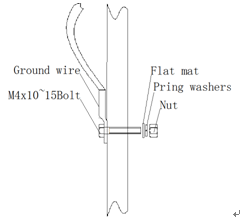 Ground wire
Flat mat
Pring washers
M4x10~15Bolt
Nut